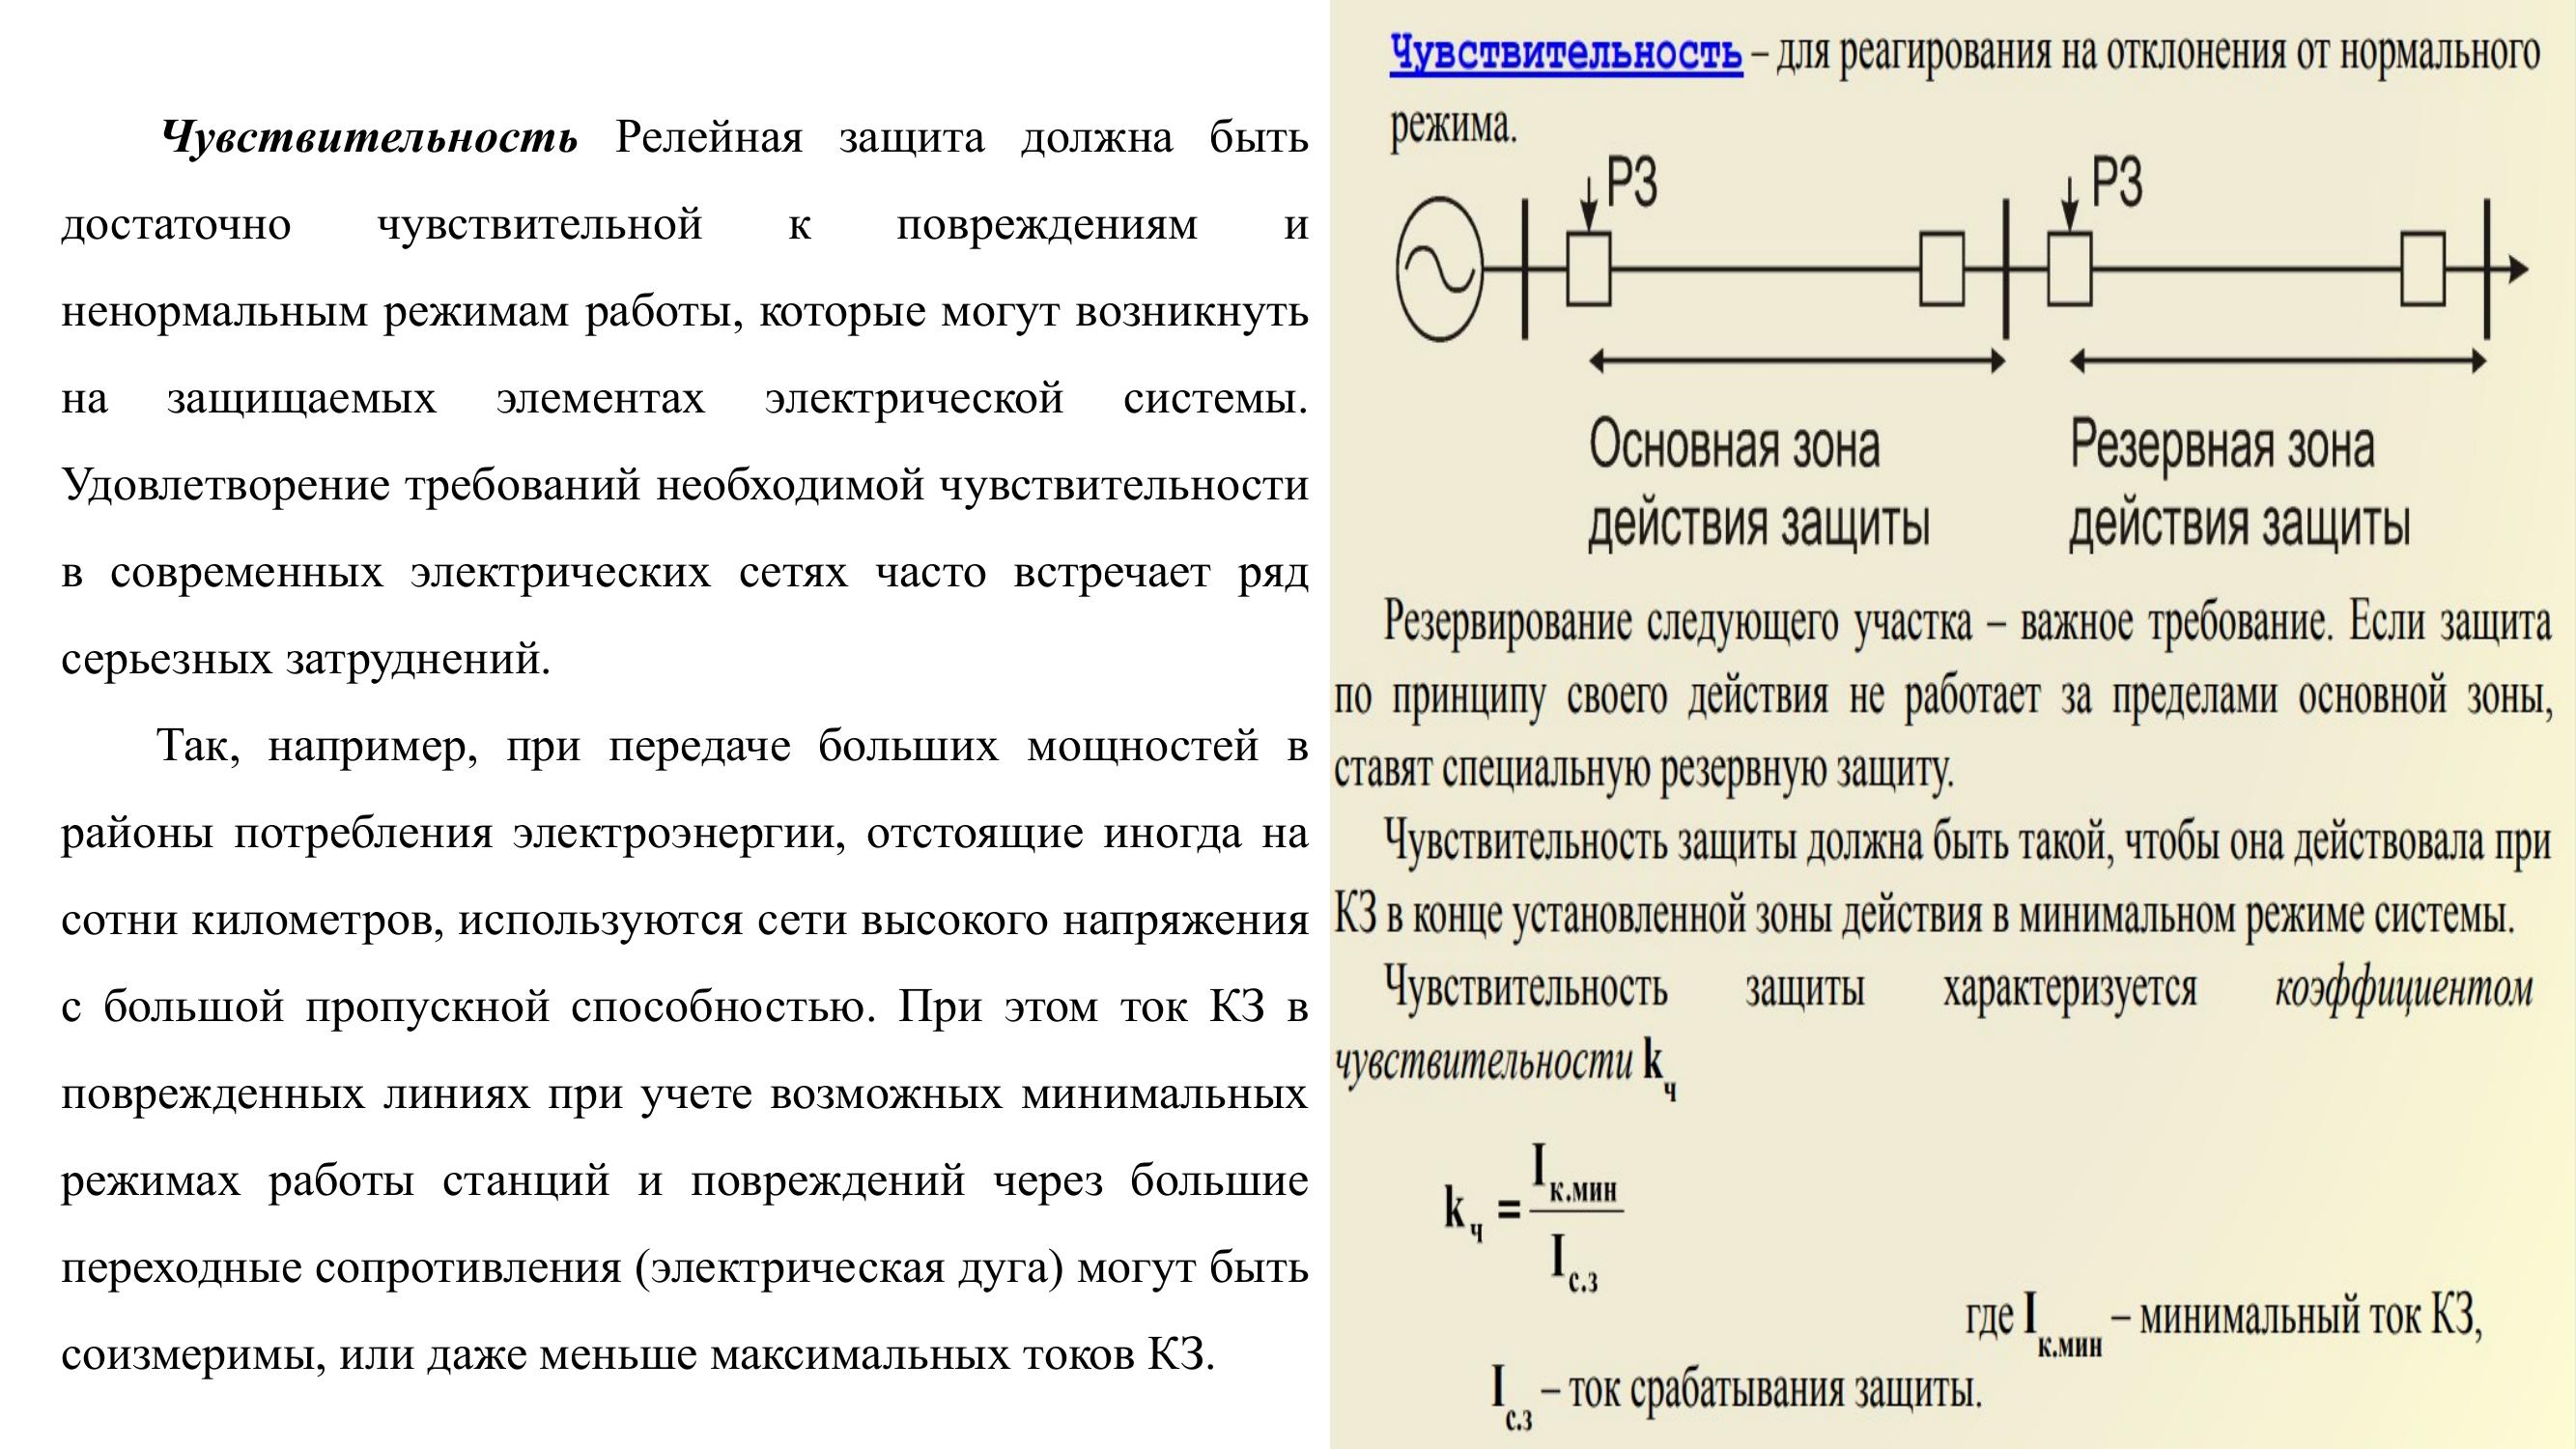 Чувствительность Релейная защита должна быть
достаточно чувствительной к повреждениям и
ненормальным режимам работы, которые могут возникнуть
на защищаемых элементах электрической системы.
Удовлетворение требований необходимой чувствительности
в современных электрических сетях часто встречает ряд
серьезных затруднений.
Так, например, при передаче больших мощностей в
районы потребления электроэнергии, отстоящие иногда на
сотни километров, используются сети высокого напряжения
с большой пропускной способностью. При этом ток КЗ в
поврежденных линиях при учете возможных минимальных
режимах работы станций и повреждений через большие
переходные сопротивления (электрическая дуга) могут быть
соизмеримы, или даже меньше максимальных токов КЗ.
Чувствительность – для реагирования на отклонения от нормального
режима.
РЗ РЗ
Основная зона
действия защиты
Резервная зона
действия защиты
Резервирование следующего участка – важное требование. Если защита
по принципу своего действия не работает за пределами основной зоны,
ставят специальную резервную защиту.
Чувствительность защиты должна быть такой, чтобы она действовала при
КЗ в конце установленной зоны действия в минимальном режиме системы.
Чувствительность защиты характеризуется коэффициентом
чувствительности kч
kч = Iк.мин / Iс.з
где Iк.мин – минимальный ток КЗ,
Iс.з – ток срабатывания защиты.